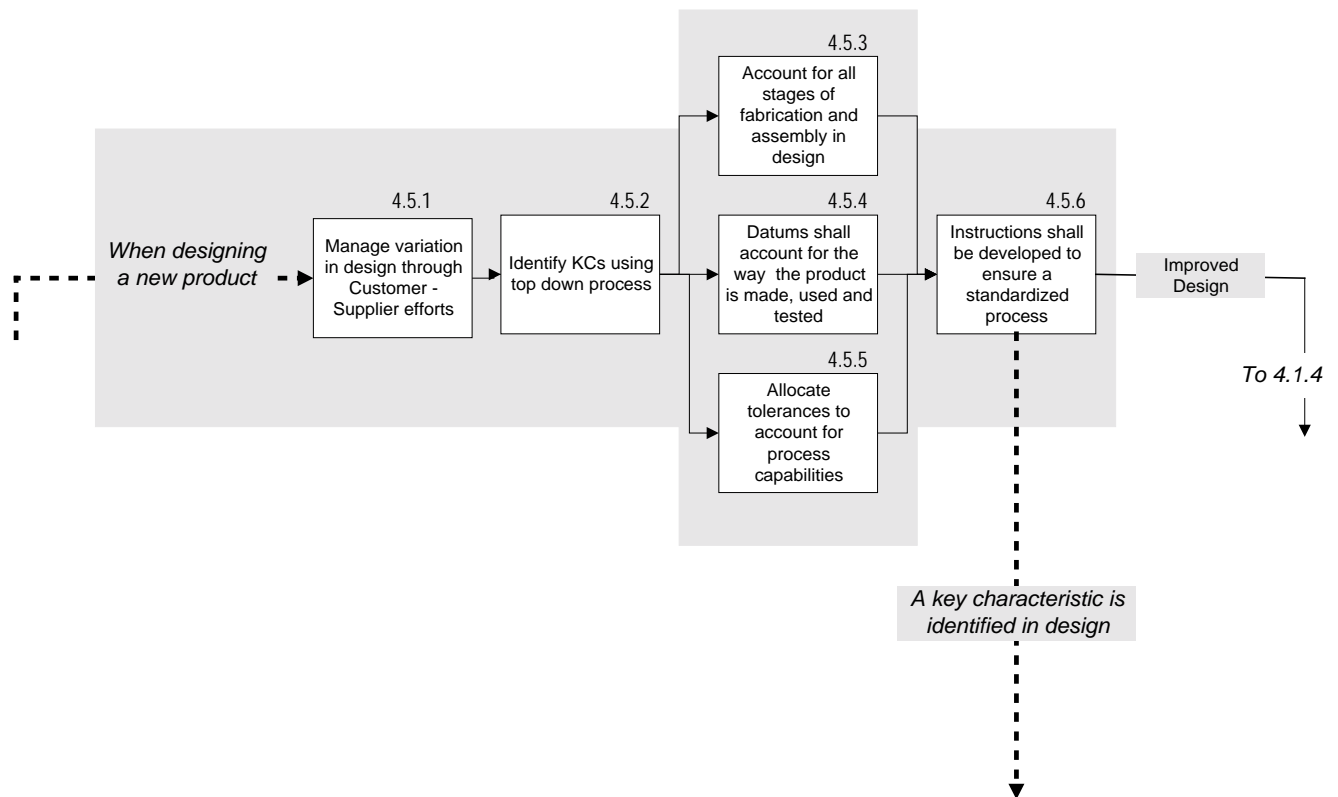 4.5.3
Account for all
stages of
fabrication and
assembly in
design
4.5.1
4.5.2
4.5.4
4.5.6
When designing
a new product
Manage variation
in design through
Customer -
Supplier efforts
Identify KCs using
top down process
Datums shall
account for the
way the product
is made, used and
tested
Instructions shall
be developed to
ensure a
standardized
process
Improved
Design
4.5.5
Allocate
tolerances to
account for
process
capabilities
To 4.1.4
A key characteristic is
identified in design